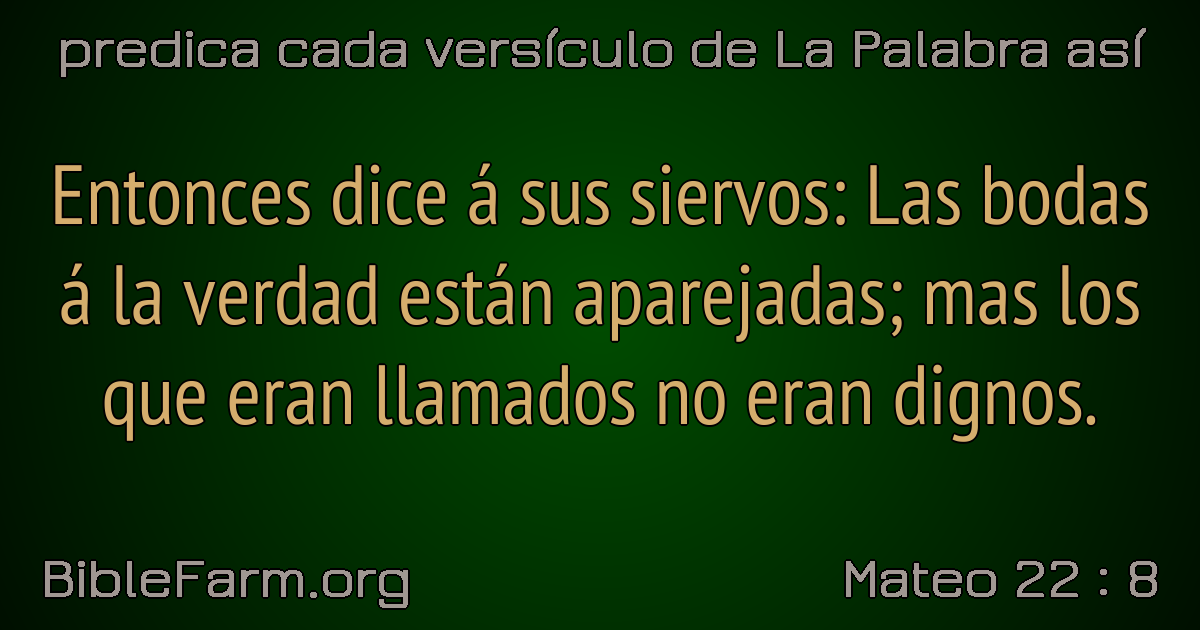 predica cada versículo de La Palabra así
Entonces dice á sus siervos: Las bodas
á la verdad están aparejadas; mas los
que eran llamados no eran dignos.
BibleFarm.org
Mateo 22 : 8